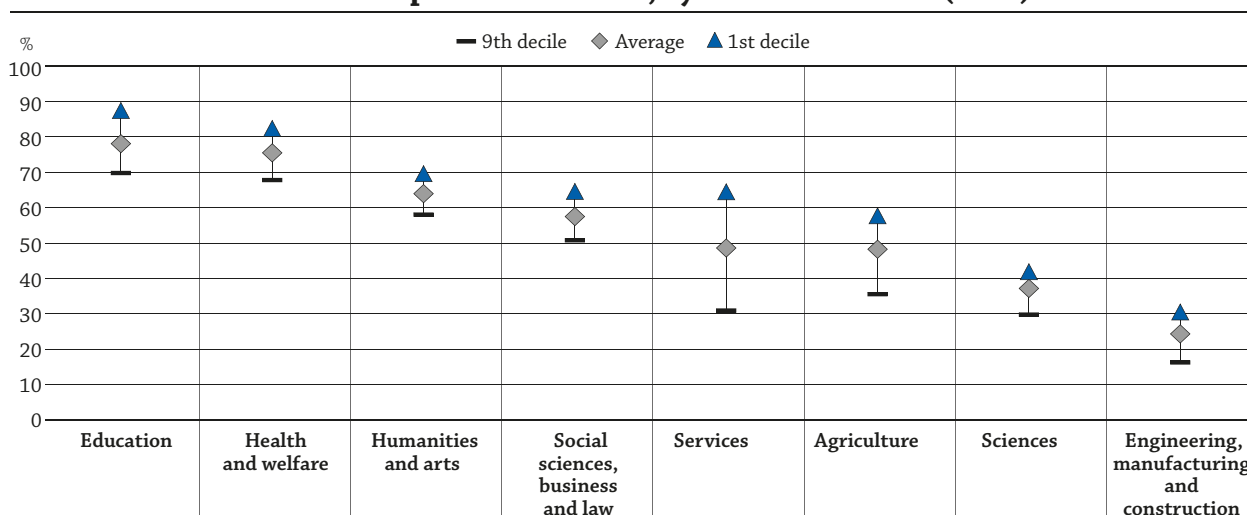 %
9th decile Average 1st decile
100
90
80
70
60
50
40
30
20
10
0
Education
Health
and welfare
Humanities
and arts
Social
sciences,
business
and law
Services
Agriculture
Sciences
Engineering,
manufacturing
and
construction